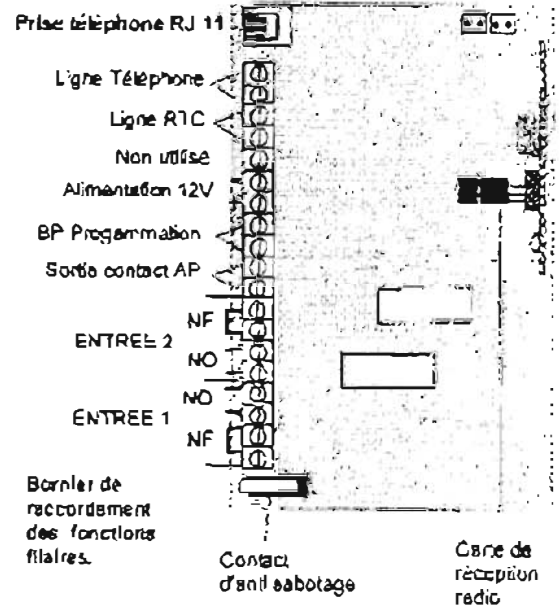 Prise téléphone RJ 11
Ligne Téléphone
Ligne RTC
Non utilisé
Alimentation 12V
BP Progammation
Sortie contact AP
NF
ENTREE 2
NO
NO
ENTREE 1
NF
Bornier de
raccordement
des fonctions
filaires.
Contact
d'anti sabotage
Carte de
réception
radio